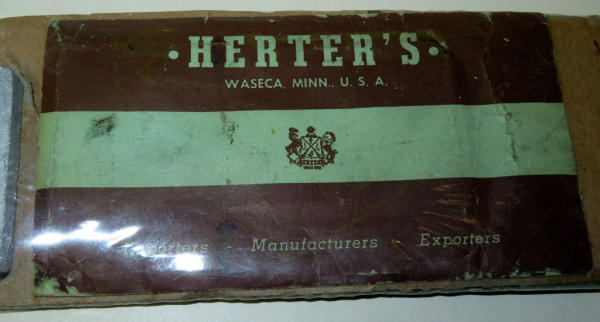 • HERTER'S •
WASECA, MINN., U. S. A.
Manufacturers Exporters